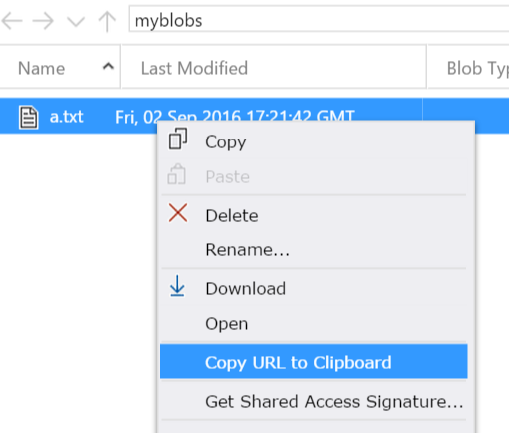 myblobs
Name Last Modified Blob Ty
a.txt Fri, 02 Sep 2016 17:21:42 GMT
Copy
Paste
Delete
Rename...
Download
Open
Copy URL to Clipboard
Get Shared Access Signature...